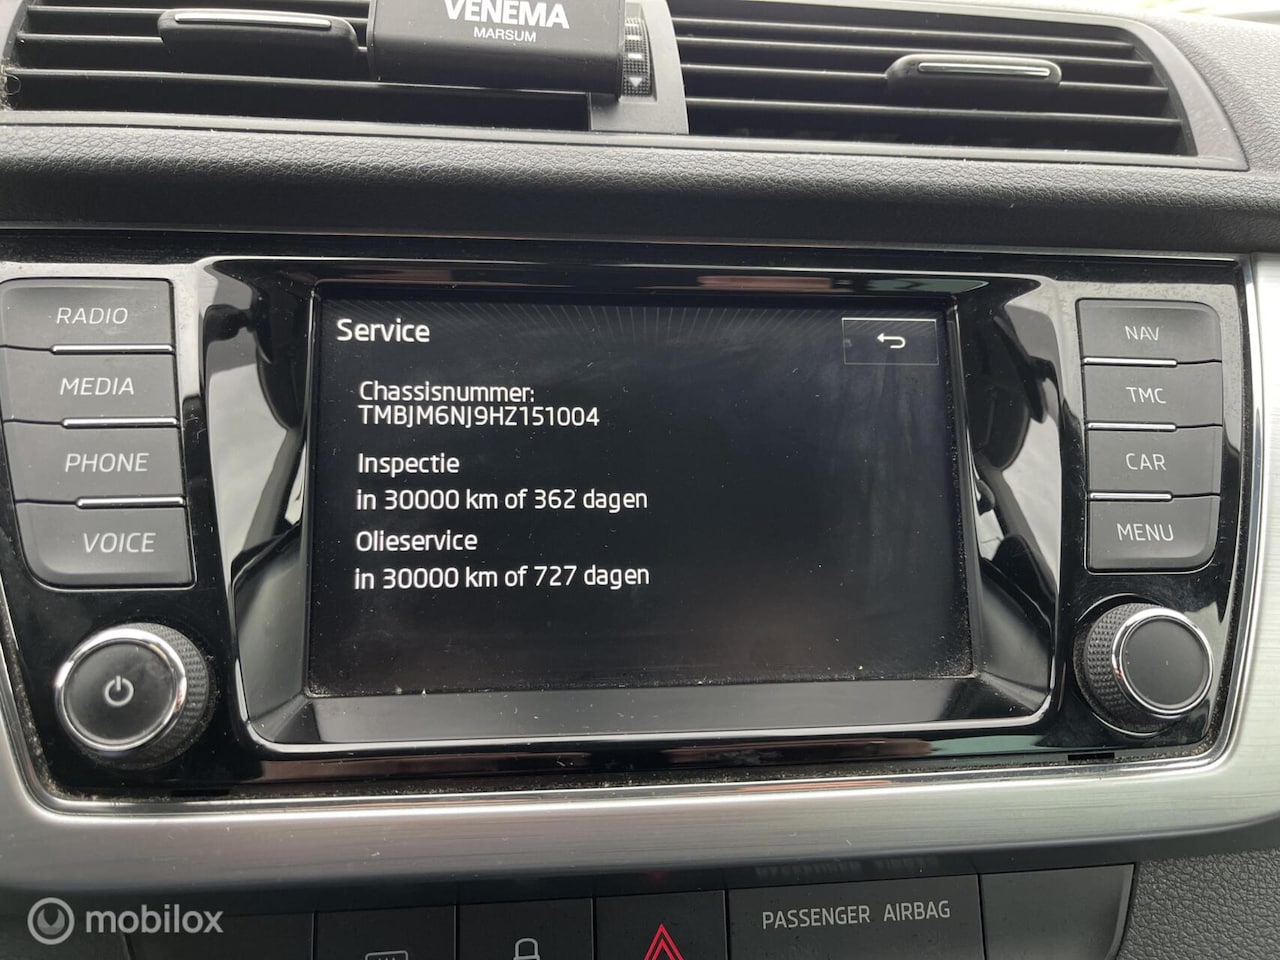 VENEMA
MARSUM
RADIO
MEDIA
PHONE
VOICE
Service
Chassisnummer:
TMBJM6NJ9HZ151004
Inspectie
in 30000 km of 362 dagen
Olieservice
in 30000 km of 727 dagen
NAV
TMC
CAR
MENU
PASSENGER AIRBAG
mobilox